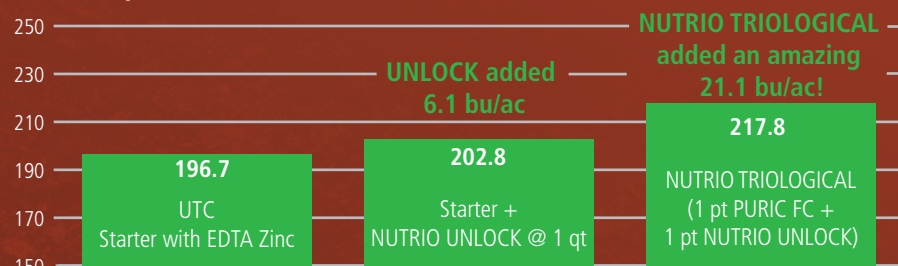 250
NUTRIO TRIOLOGICAL
added an amazing
21.1 bu/ac!
230
UNLOCK added
6.1 bu/ac
210
217.8
190
196.7
202.8
NUTRIO TRIOLOGICAL
(1 pt PURIC FC +
1 pt NUTRIO UNLOCK)
170
UTC
Starter with EDTA Zinc
Starter +
NUTRIO UNLOCK @ 1 qt
150